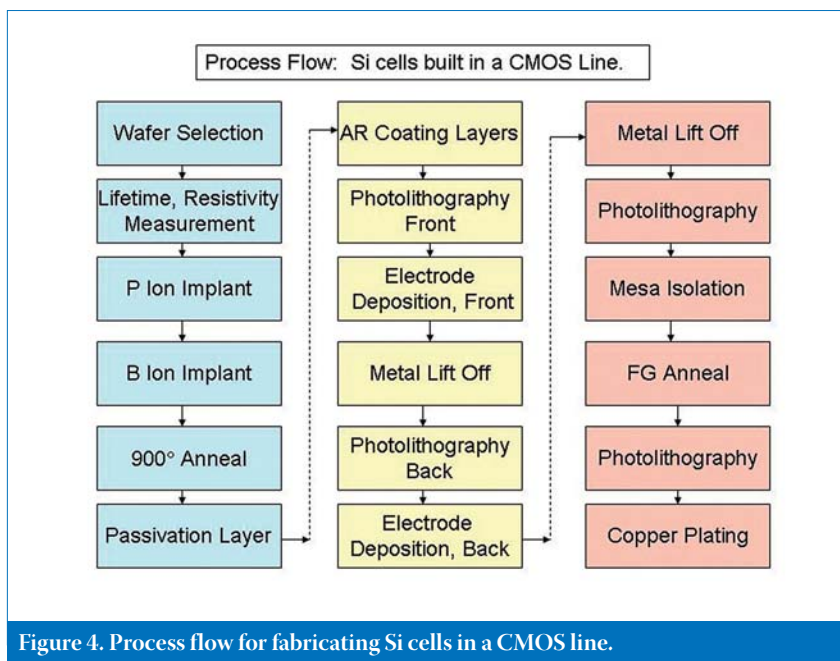 Process Flow: Si cells built in a CMOS Line.
Wafer Selection
Lifetime, Resistivity
Measurement
P Ion Implant
B Ion Implant
900° Anneal
Passivation Layer
AR Coating Layers
Photolithography
Front
Electrode
Deposition, Front
Metal Lift Off
Photolithography
Back
Electrode
Deposition, Back
Metal Lift Off
Photolithography
Mesa Isolation
FG Anneal
Photolithography
Copper Plating
Figure 4. Process flow for fabricating Si cells in a CMOS line.